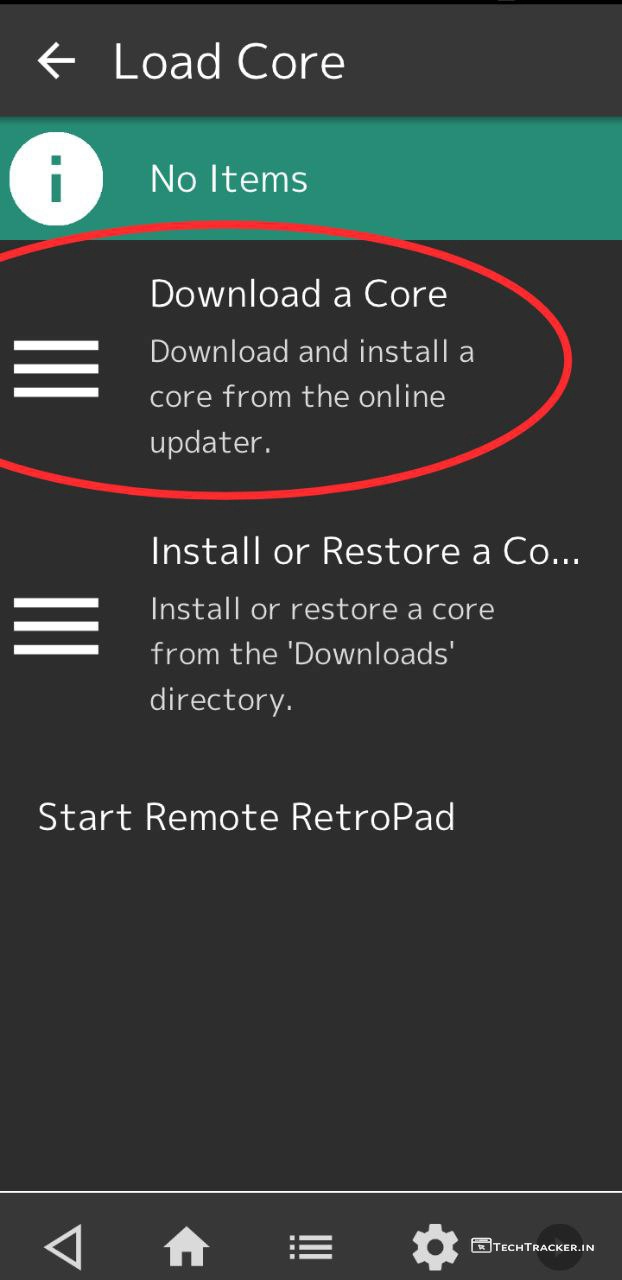 Load Core
No Items
Download a Core
Download and install a
core from the online
updater.
Install or Restore a Co...
Install or restore a core
from the 'Downloads'
directory.
Start Remote RetroPad
TECHTRACKER.IN